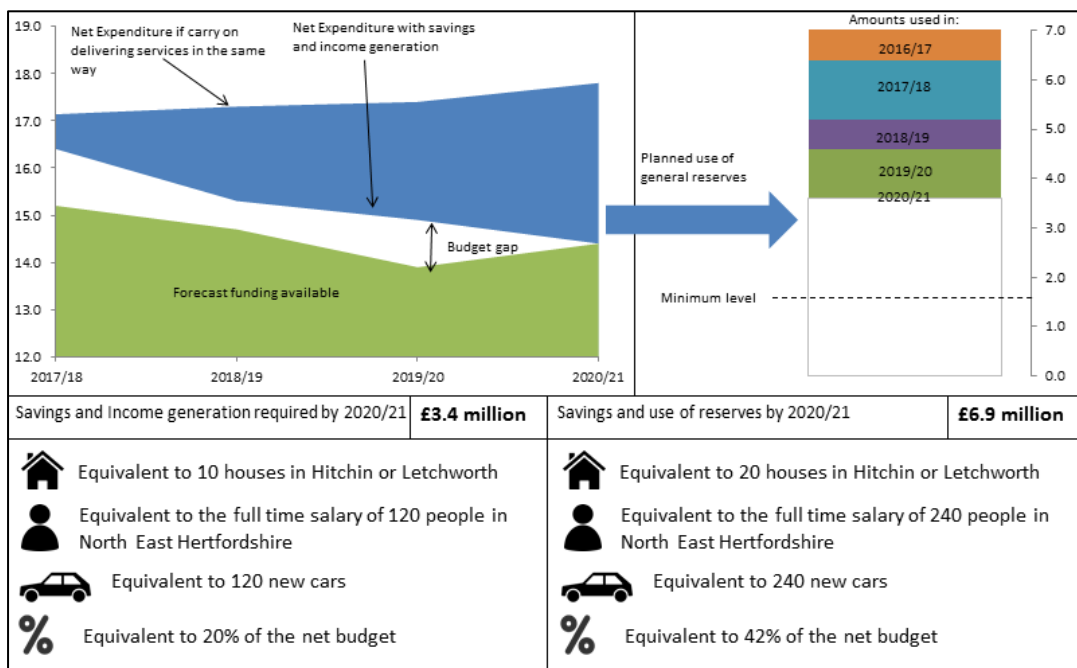 19.0
18.0
17.0
16.0
15.0
14.0
13.0
12.0
Net Expenditure if carry on
delivering services in the same
way
Net Expenditure with savings
and income generation
Budget gap
Forecast funding available
2017/18
2018/19
2019/20
2020/21
Planned use of
general reserves
Minimum level
Amounts used in:
2016/17
2017/18
2018/19
2019/20
2020/21
7.0
6.0
5.0
4.0
3.0
2.0
1.0
0.0
Savings and Income generation required by 2020/21
£3.4 million
Savings and use of reserves by 2020/21
£6.9 million
Equivalent to 10 houses in Hitchin or Letchworth
Equivalent to the full time salary of 120 people in
North East Hertfordshire
Equivalent to 120 new cars
% Equivalent to 20% of the net budget
Equivalent to 20 houses in Hitchin or Letchworth
Equivalent to the full time salary of 240 people in
North East Hertfordshire
Equivalent to 240 new cars
% Equivalent to 42% of the net budget